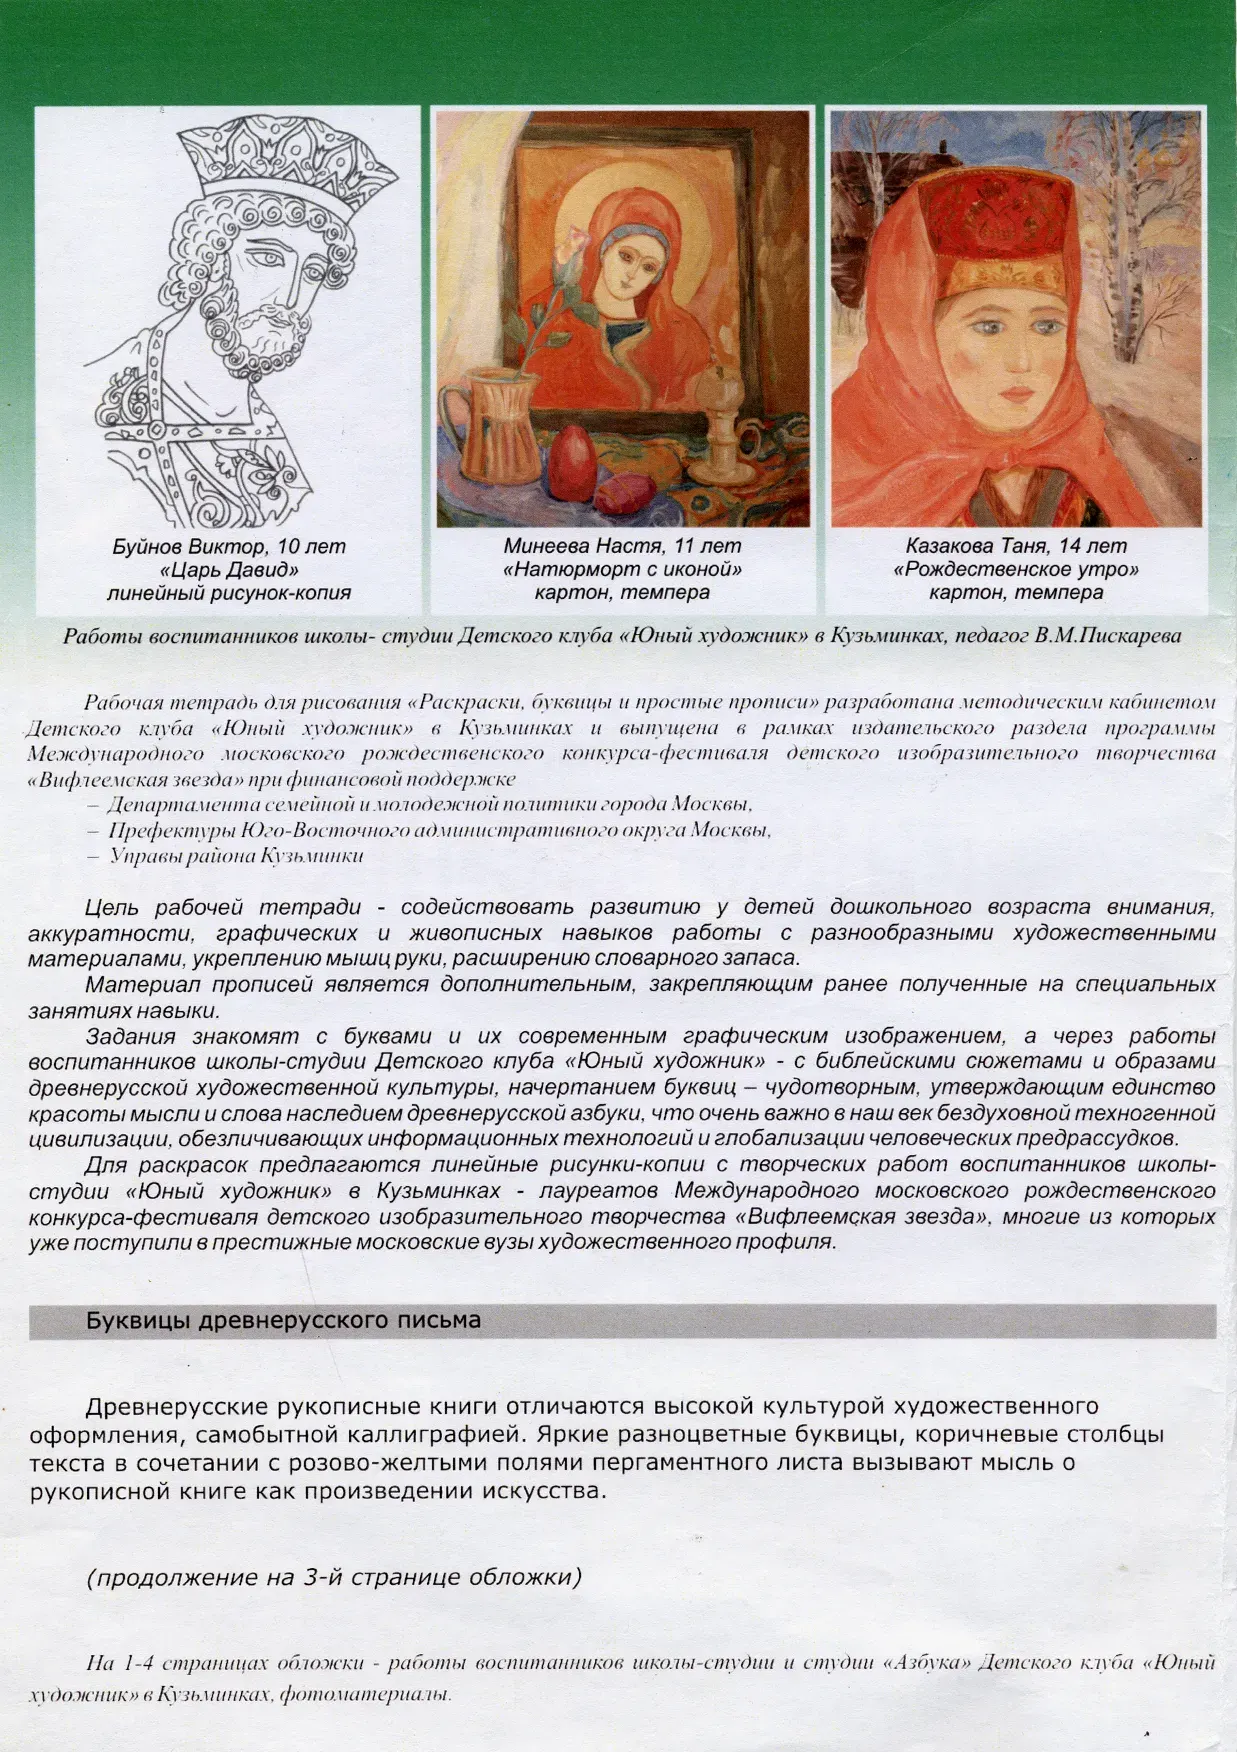 Буйнов Виктор, 10 лет
«Царь Давид»
линейный рисунок-копия
Минеева Настя, 11 лет
«Натюрморт с иконой»
картон, темпера
Казакова Таня, 14 лет
«Рождественское утро»
картон, темпера
Работы воспитанников школы- студии Детского клуба «Юный художник» в Кузьминках, педагог В.М.Пискарева
Рабочая тетрадь для рисования «Раскраски, буквицы и простые прописи» разработана методическим кабинетом
Детского клуба «Юный художник» в Кузьминках и выпущена в рамках издательского раздела программы
Международного московского рождественского конкурса-фестиваля детского изобразительного творчества
«Вифлеемская звезда» при финансовой поддержке
– Департамента семейной и молодежной политики города Москвы,
– Префектуры Юго-Восточного административного округа Москвы,
– Управы района Кузьминки
Цель рабочей тетради - содействовать развитию у детей дошкольного возраста внимания,
аккуратности, графических и живописных навыков работы с разнообразными художественными
материалами, укреплению мышц руки, расширению словарного запаса.
Материал прописей является дополнительным, закрепляющим ранее полученные на специальных
занятиях навыки.
Задания знакомят с буквами и их современным графическим изображением, а через работы
воспитанников школы-студии Детского клуба «Юный художник» - с библейскими сюжетами и образами
древнерусской художественной культуры, начертанием буквиц – чудотворным, утверждающим единство
красоты мысли и слова наследием древнерусской азбуки, что очень важно в наш век бездуховной техногенной
цивилизации, обезличивающих информационных технологий и глобализации человеческих предрассудков.
Для раскрасок предлагаются линейные рисунки-копии с творческих работ воспитанников школы-
студии «Юный художник» в Кузьминках - лауреатов Международного московского рождественского
конкурса-фестиваля детского изобразительного творчества «Вифлеемская звезда», многие из которых
уже поступили в престижные московские вузы художественного профиля.
Буквицы древнерусского письма
Древнерусские рукописные книги отличаются высокой культурой художественного
оформления, самобытной каллиграфией. Яркие разноцветные буквицы, коричневые столбцы
текста в сочетании с розово-желтыми полями пергаментного листа вызывают мысль о
рукописной книге как произведении искусства.
(продолжение на 3-й странице обложки)
На 1-4 страницах обложки - работы воспитанников школы-студии и студии «Азбука» Детского клуба «Юный
художник» в Кузьминках, фотоматериалы.